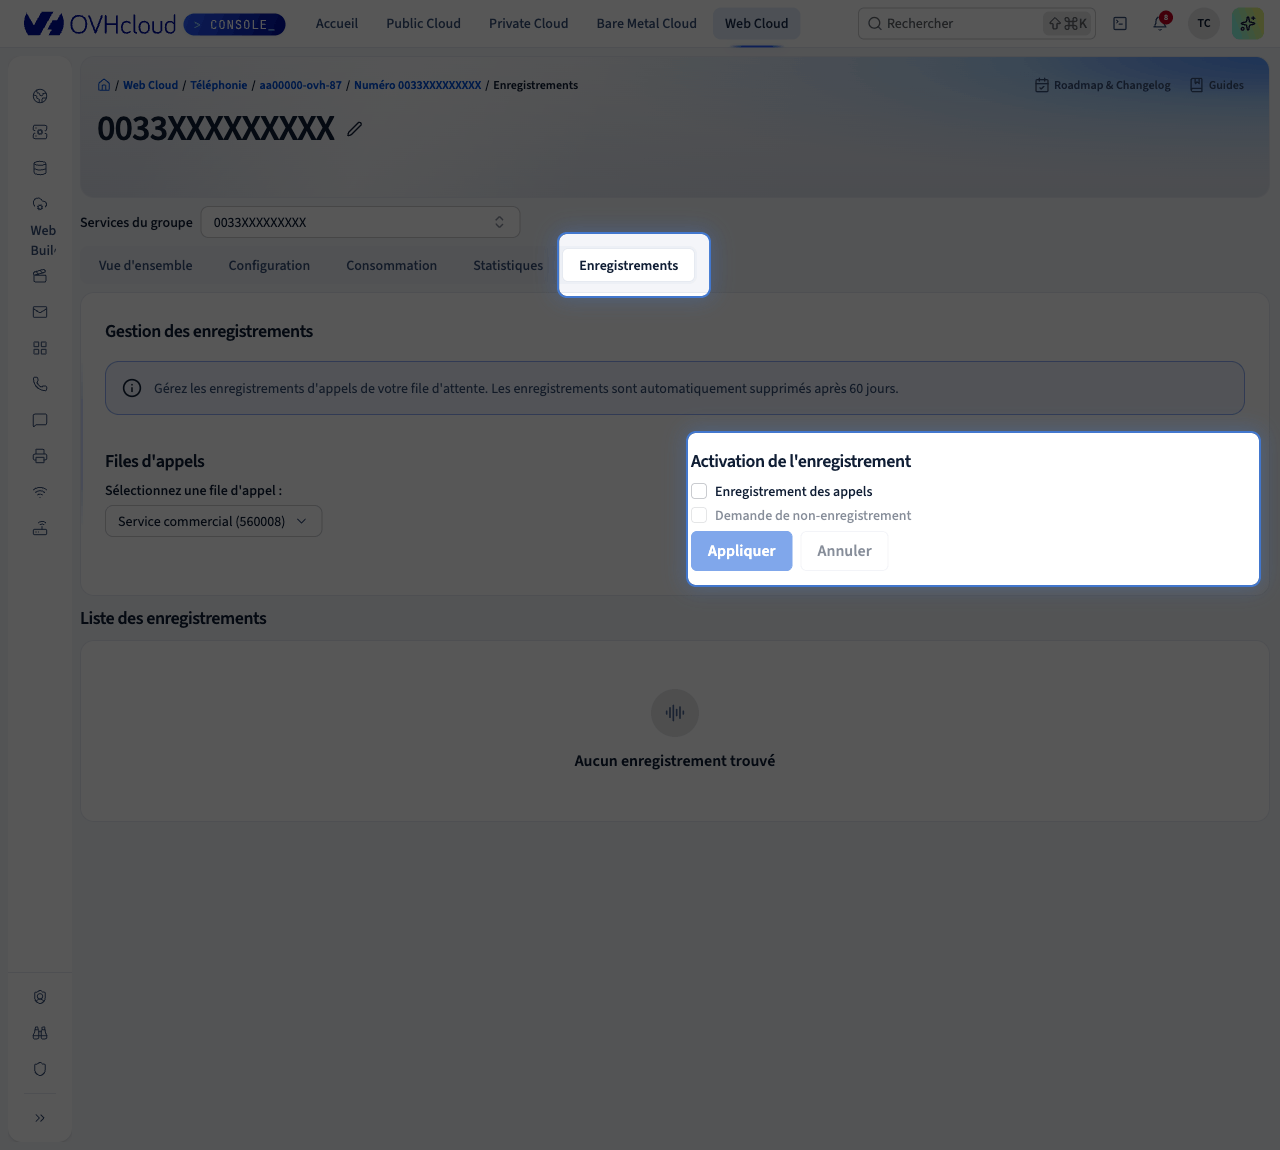 OVHcloud > CONSOLE_ Accueil Public Cloud Private Cloud Bare Metal Cloud Web Cloud Rechercher ⇧⌘K 8 TC
/ Web Cloud / Téléphonie / aa00000-ovh-87 / Numéro 0033XXXXXXXXX / Enregistrements Roadmap & Changelog Guides
0033XXXXXXXXX
Services du groupe 0033XXXXXXXXX
Web
Buil
Vue d'ensemble Configuration Consommation Statistiques Enregistrements
Gestion des enregistrements
Gérez les enregistrements d'appels de votre file d'attente. Les enregistrements sont automatiquement supprimés après 60 jours.
Files d'appels
Sélectionnez une file d'appel :
Service commercial (560008)
Activation de l'enregistrement
Enregistrement des appels
Demande de non-enregistrement
Appliquer Annuler
Liste des enregistrements
Aucun enregistrement trouvé